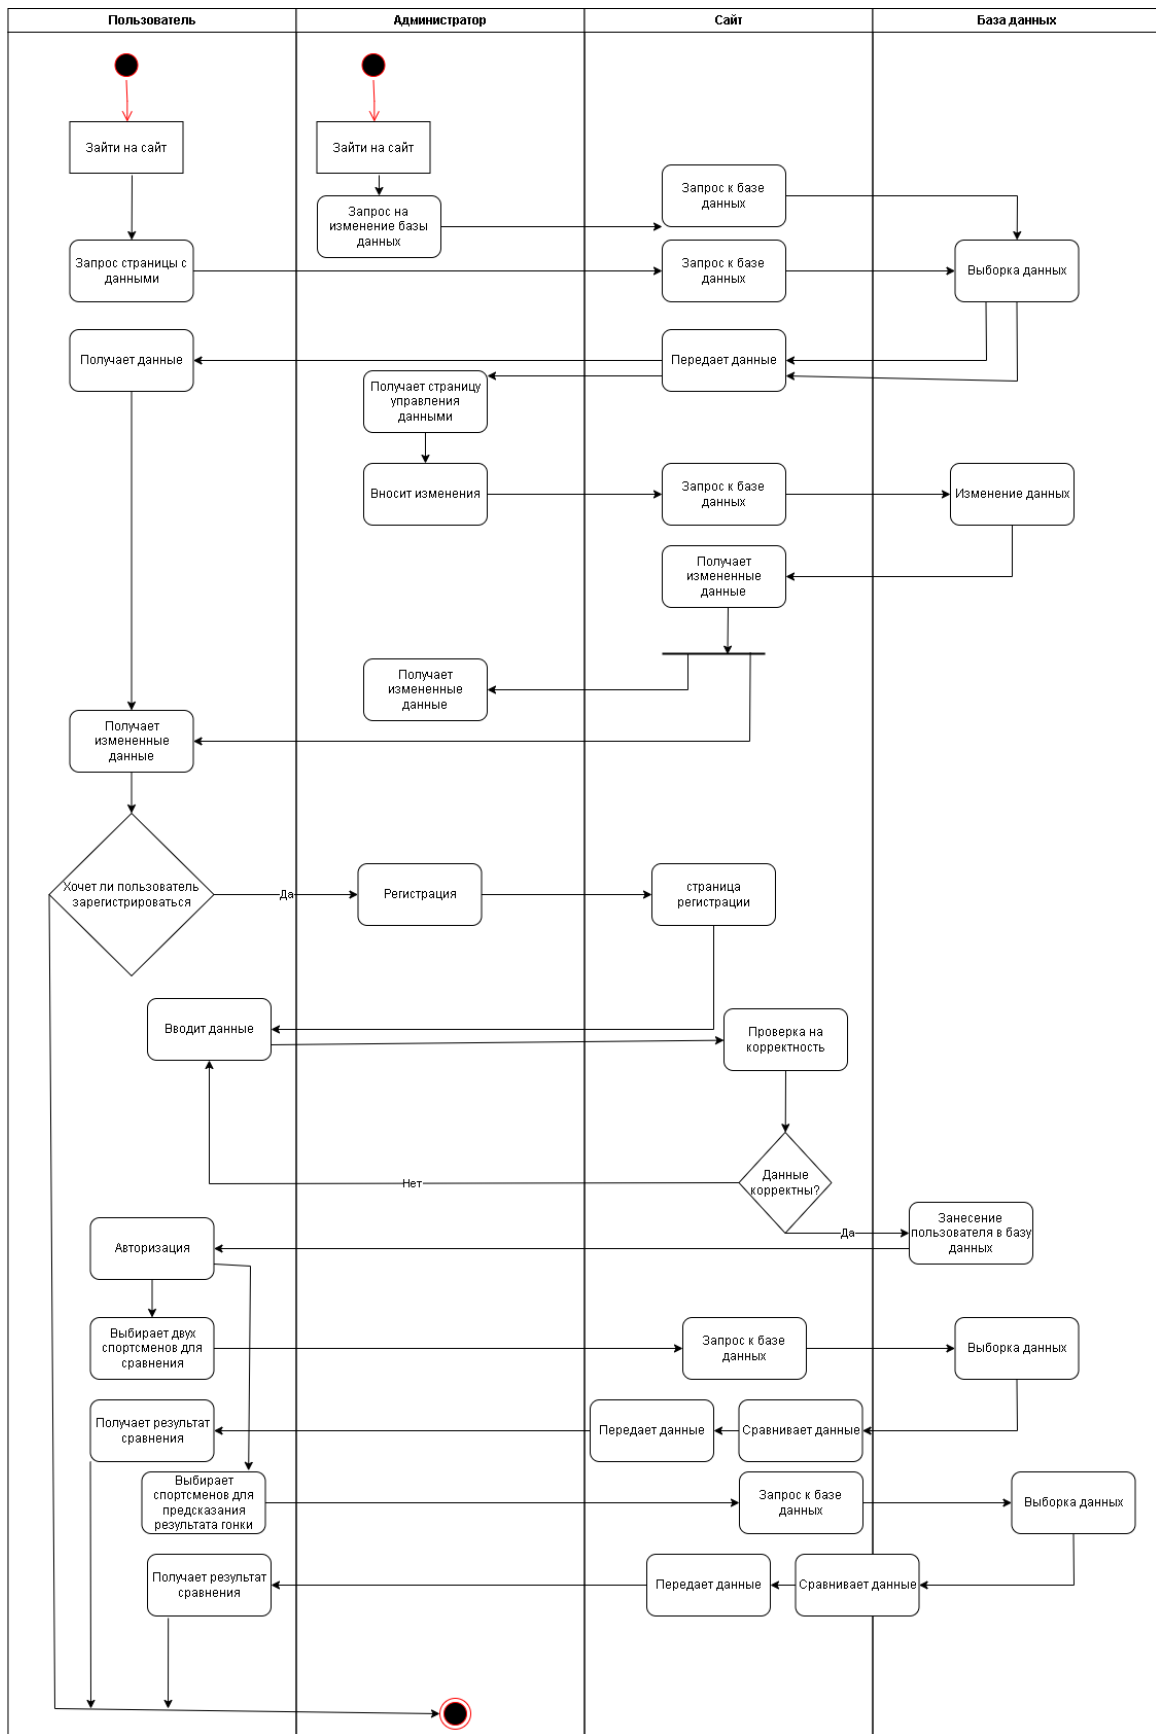 Пользователь
Администратор
Сайт
База данных
Зайти на сайт
Зайти на сайт
Запрос к базе
данных
Запрос на
изменение базы
данных
Запрос страницы с
данными
Запрос к базе
данных
Выборка данных
Получает данные
Передает данные
Получает страницу
управления
данными
Вносит изменения
Запрос к базе
данных
Изменение данных
Получает
измененные
данные
Получает
измененные
данные
Получает
измененные
данные
Хочет ли пользователь
зарегистрироваться
Да
Регистрация
страница
регистрации
Вводит данные
Проверка на
корректность
Данные
корректны?
Нет
Да
Занесение
пользователя в базу
данных
Авторизация
Выбирает двух
спортсменов для
сравнения
Запрос к базе
данных
Выборка данных
Получает результат
сравнения
Передает данные
Сравнивает данные
Выбирает
спортсменов для
предсказания
результата гонки
Запрос к базе
данных
Выборка данных
Получает результат
сравнения
Передает данные
Сравнивает данные